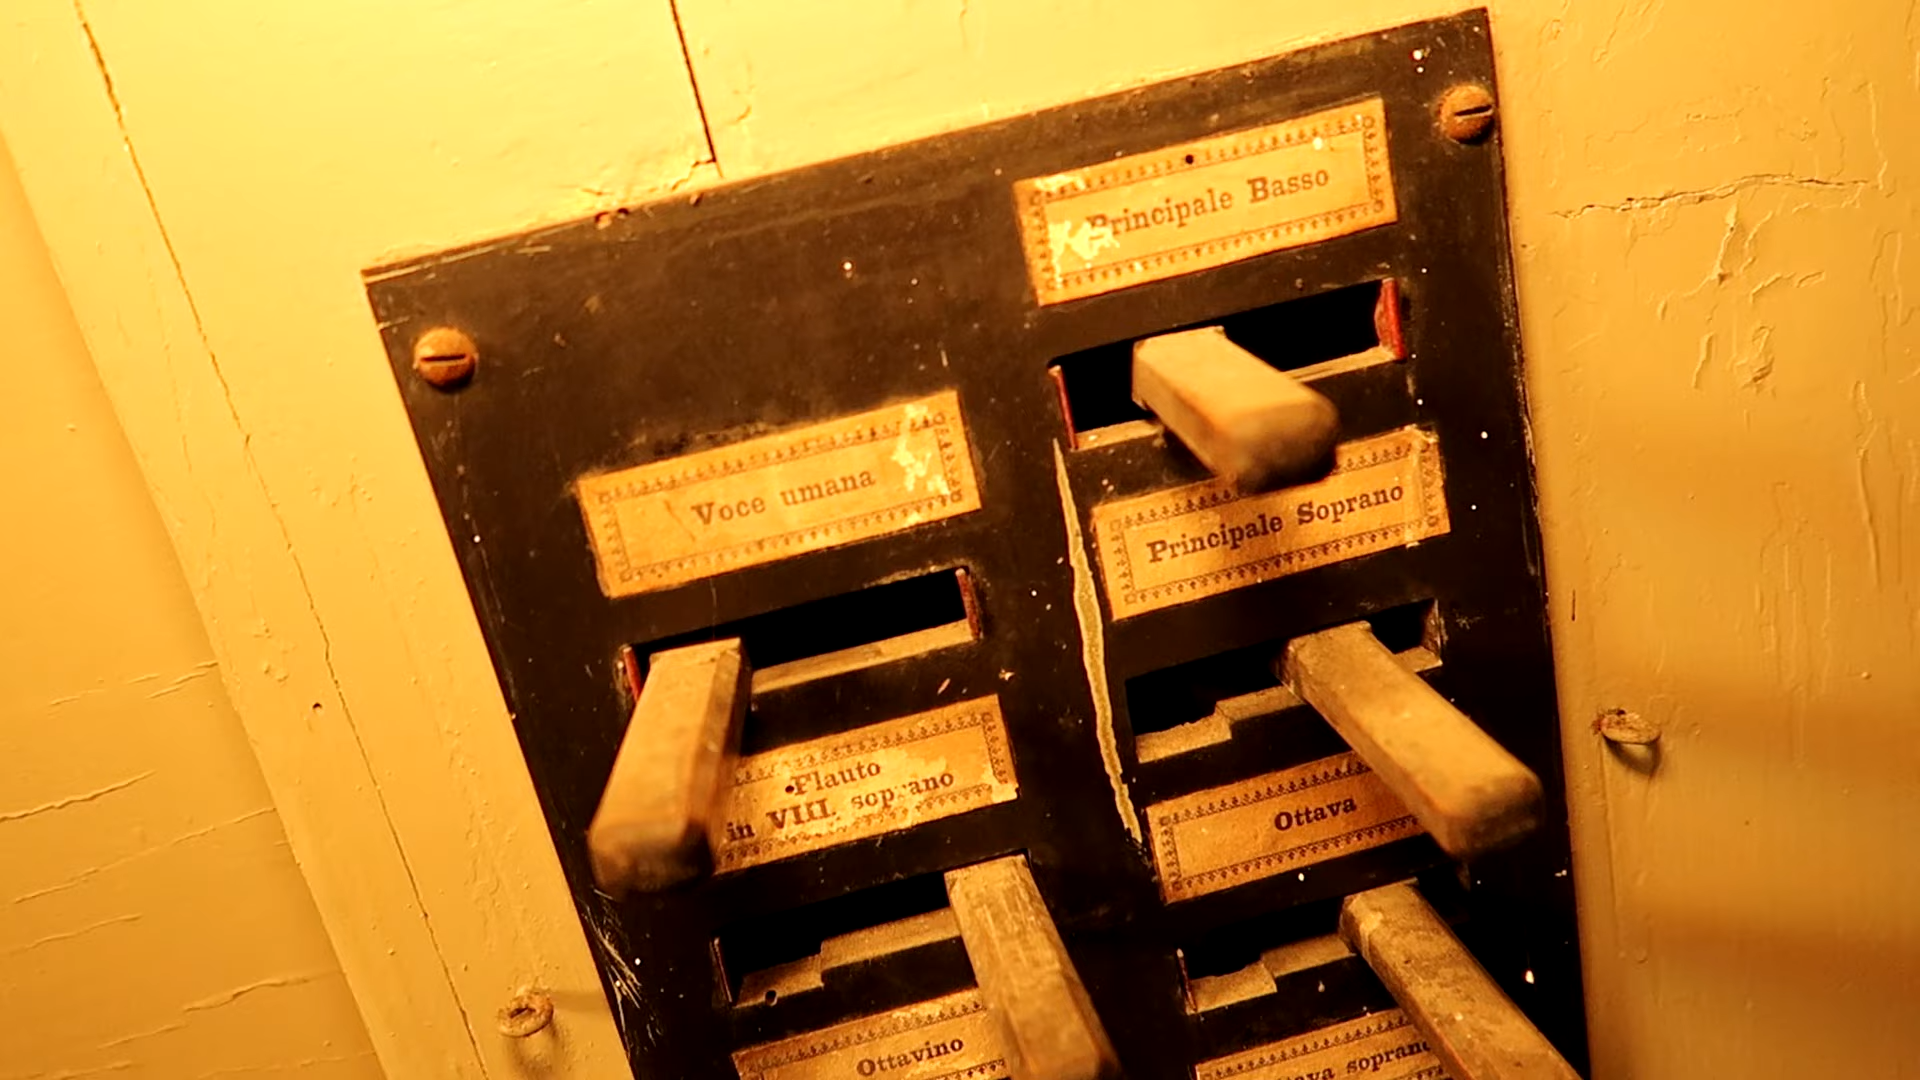 Principale Basso
Voce umana
Principale Soprano
Flauto
in VIII. soprano
Ottava
Ottavino
soprano